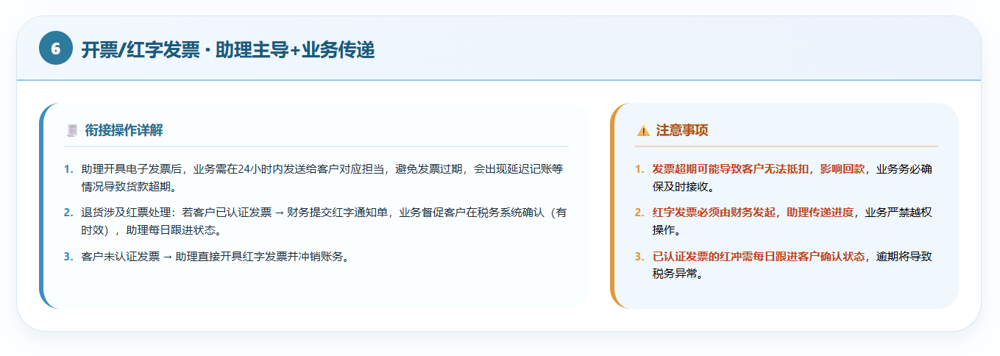 6
开票/红字发票 · 助理主导+业务传递
衔接操作详解
1. 助理开具电子发票后，业务需在24小时内发送给客户对应担当，避免发票过期，会出现延迟记账等
情况导致货款超期。
2. 退货涉及红票处理：若客户已认证发票 → 财务提交红字通知单，业务督促客户在税务系统确认（有
时效），助理每日跟进状态。
3. 客户未认证发票 → 助理直接开具红字发票并冲销账务。
注意事项
1. 发票超期可能导致客户无法抵扣，影响回款，业务务必确
保及时接收。
2. 红字发票必须由财务发起，助理传递进度，业务严禁越权
操作。
3. 已认证发票的红冲需每日跟进客户确认状态，逾期将导致
税务异常。